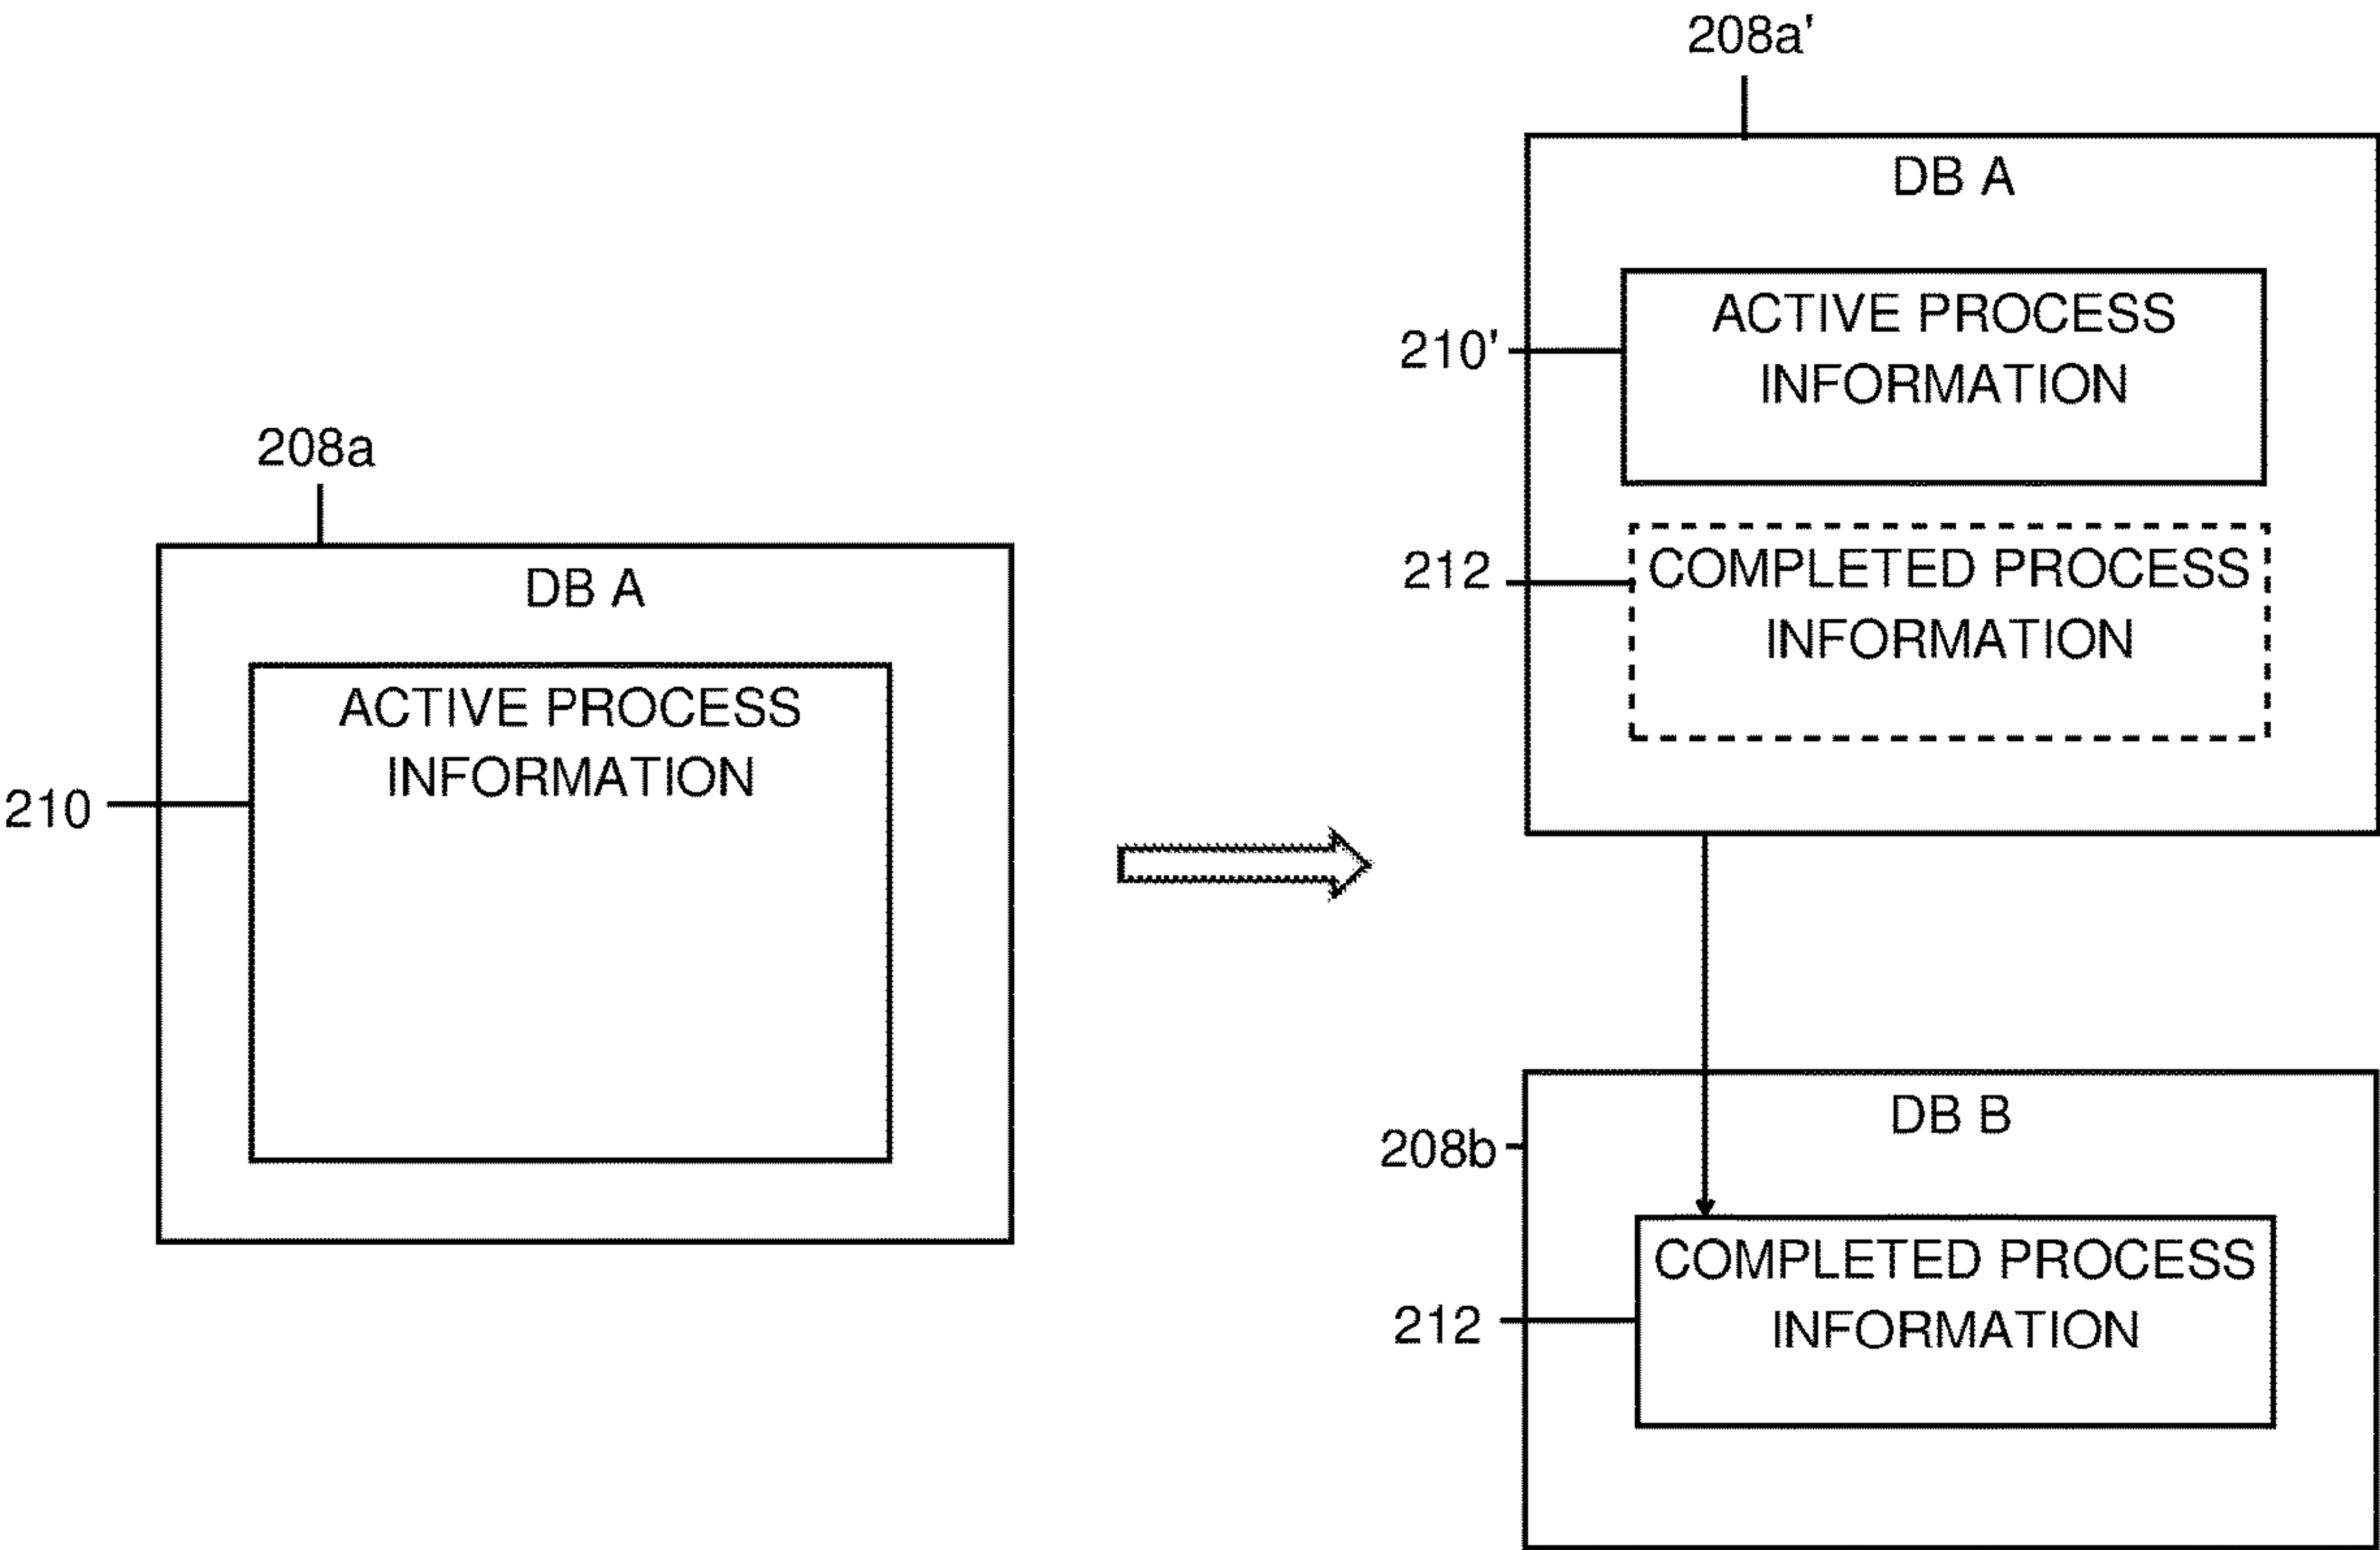 208a
DB A
ACTIVE PROCESS
INFORMATION
210
208a'
DB A
ACTIVE PROCESS
INFORMATION
210'
COMPLETED PROCESS
INFORMATION
212
DB B
208b
COMPLETED PROCESS
INFORMATION
212